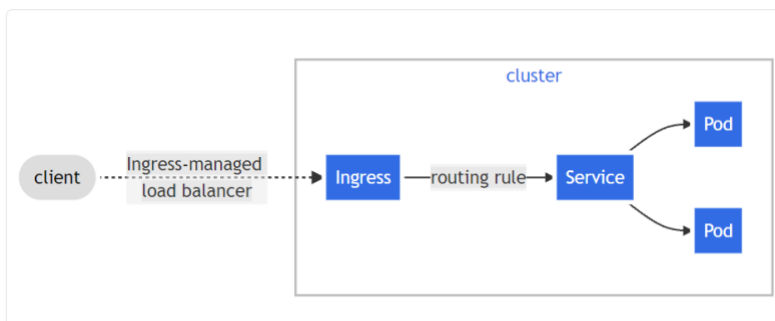 cluster
Pod
Ingress-managed
load balancer
client
Ingress
routing rule
Service
Pod